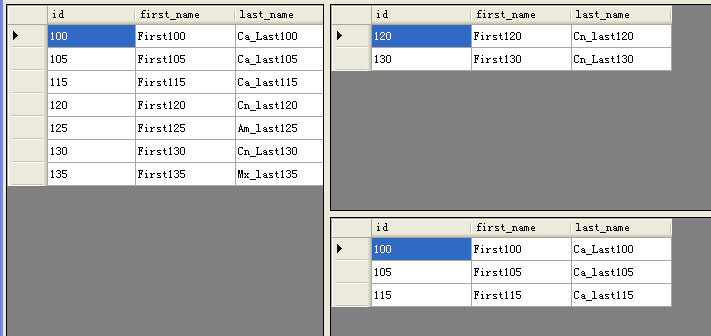 id first_name last_name
100 First100 Ca_Last100
105 First105 Ca_last105
115 First115 Ca_last115
120 First120 Cn_last120
125 First125 Am_last125
130 First130 Cn_Last130
135 First135 Mx_last135
id first_name last_name
120 First120 Cn_last120
130 First130 Cn_Last130
id first_name last_name
100 First100 Ca_Last100
105 First105 Ca_last105
115 First115 Ca_last115